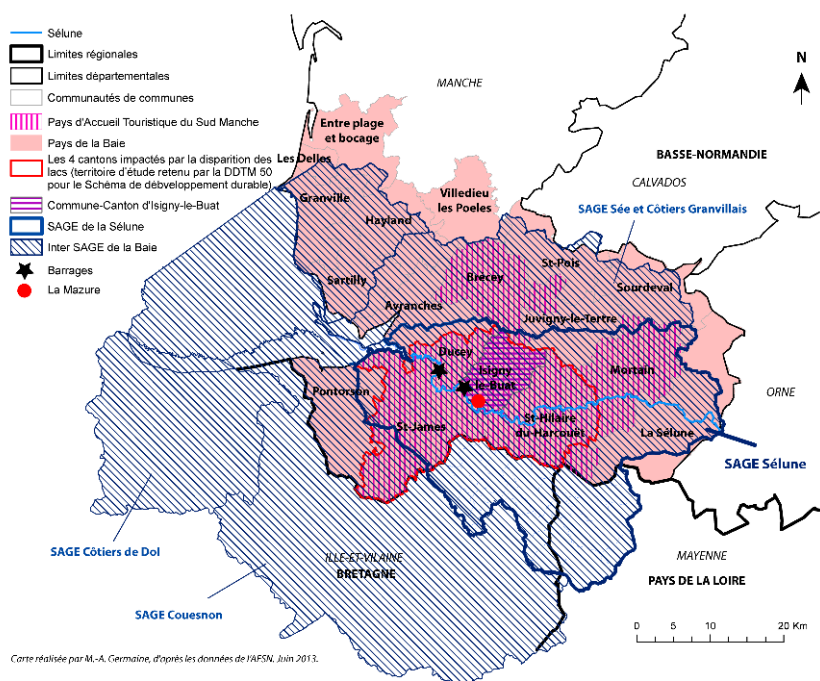 Sélune
Limites régionales
Limites départementales
Communautés de communes
Pays d'Accueil Touristique du Sud Manche
Pays de la Baie
Les 4 cantons impactés par la disparition des
lacs (territoire d'étude retenu par la DDTM 50
pour le Schéma de débveloppement durable)
Commune-Canton d'Isigny-le-Buat
SAGE de la Sélune
Inter SAGE de la Baie
Barrages
La Mazure
N
MANCHE
Entre plage
et bocage
Les Delles
BASSE-NORMANDIE
CALVADOS
Granville
Villedieu
les Poeles
SAGE Sée et Côtiers Granvillais
Hayland
St-Pois
Sartilly
Brécey
Sourdeval
Avranches
Juvigny-le-Tertre
Ducey
Isigny
le-Buat
Mortain
Pontorson
ORNE
St-James
St-Hilaire
du-Harcouët
La Sélune
SAGE Sélune
SAGE Côtiers de Dol
ILLE-ET-VILAINE
BRETAGNE
MAYENNE
PAYS DE LA LOIRE
SAGE Couesnon
0 5 10 20 Km
Carte réalisée par M.-A. Germaine, d'après les données de l'AESN. Juin 2013.